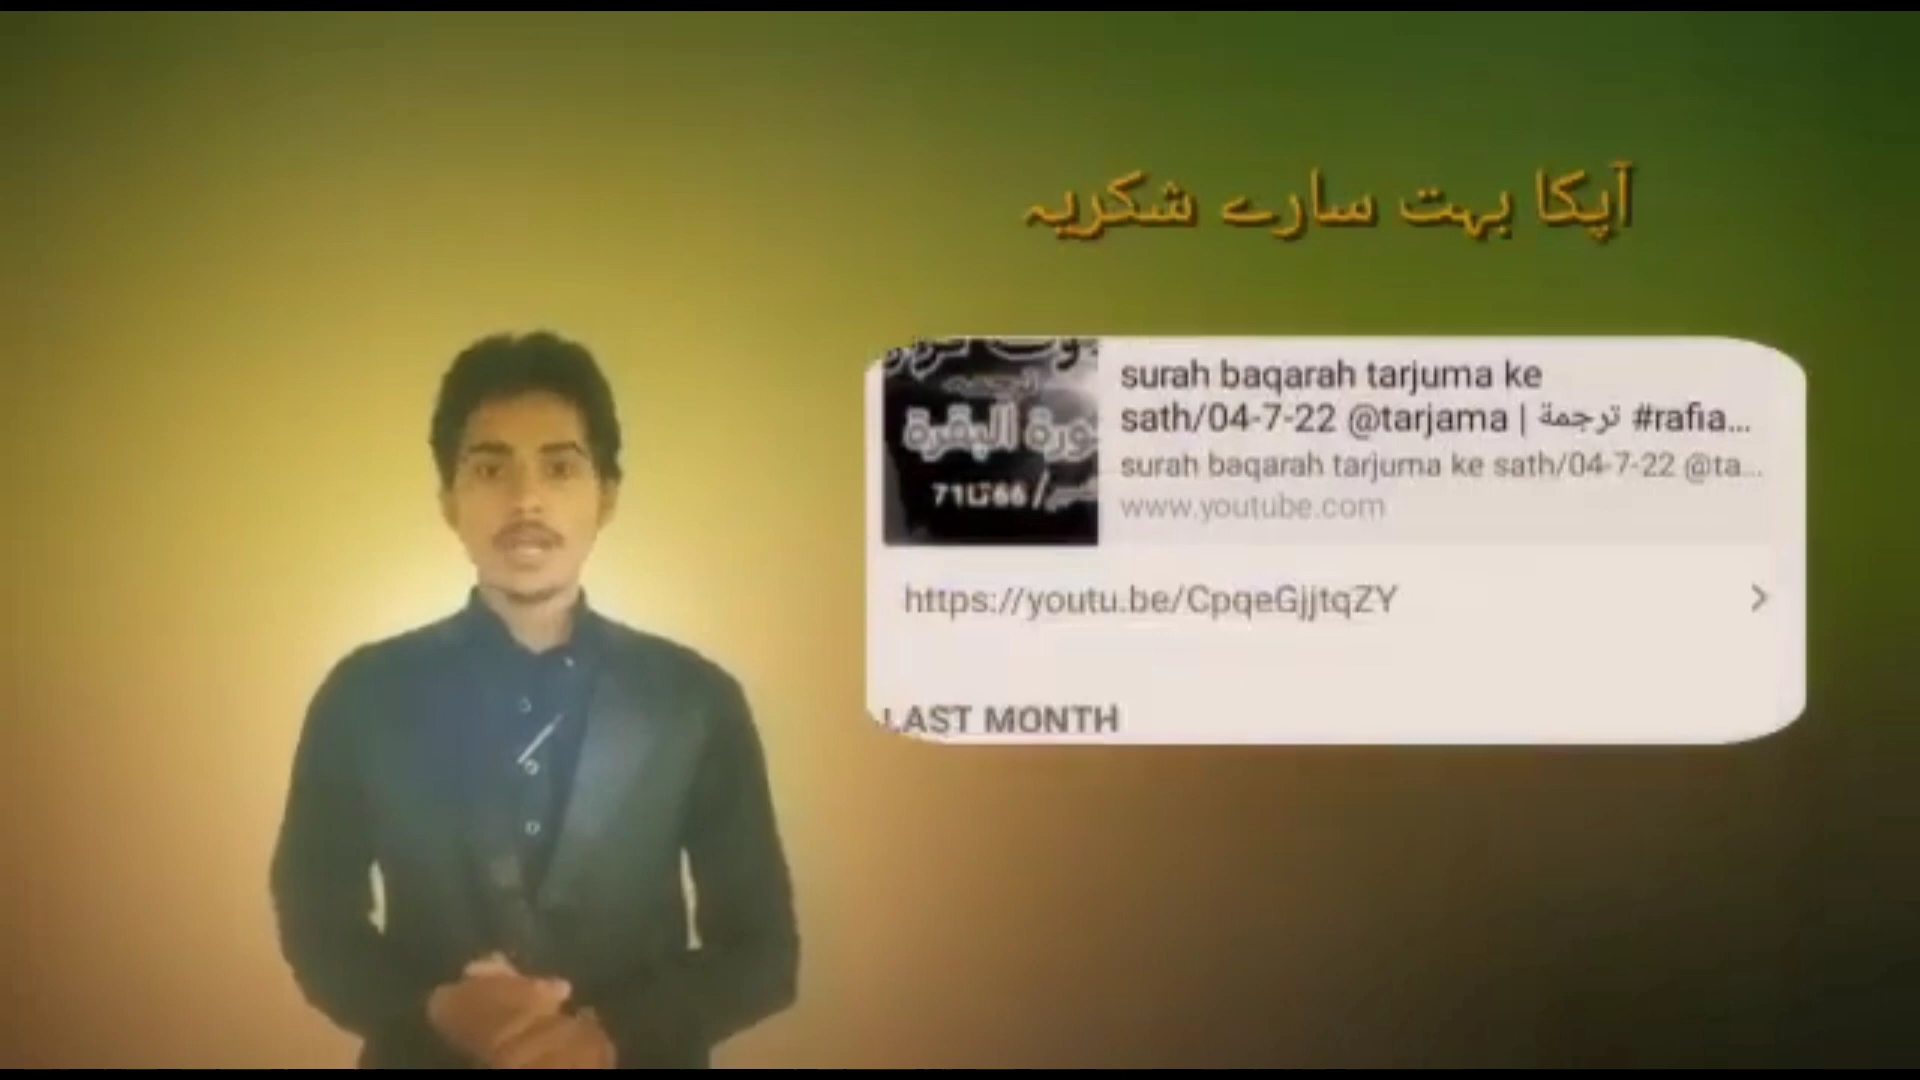 آپکا بہت سارے شکریہ
surah baqarah tarjuma ke
sath/04-7-22 @tarjama | ترجمة #rafia...
surah baqarah tarjuma ke sath/04-7-22 @ta...
www.youtube.com
البقرة
66تا71
https://youtu.be/CpqeGjjtqZY
LAST MONTH